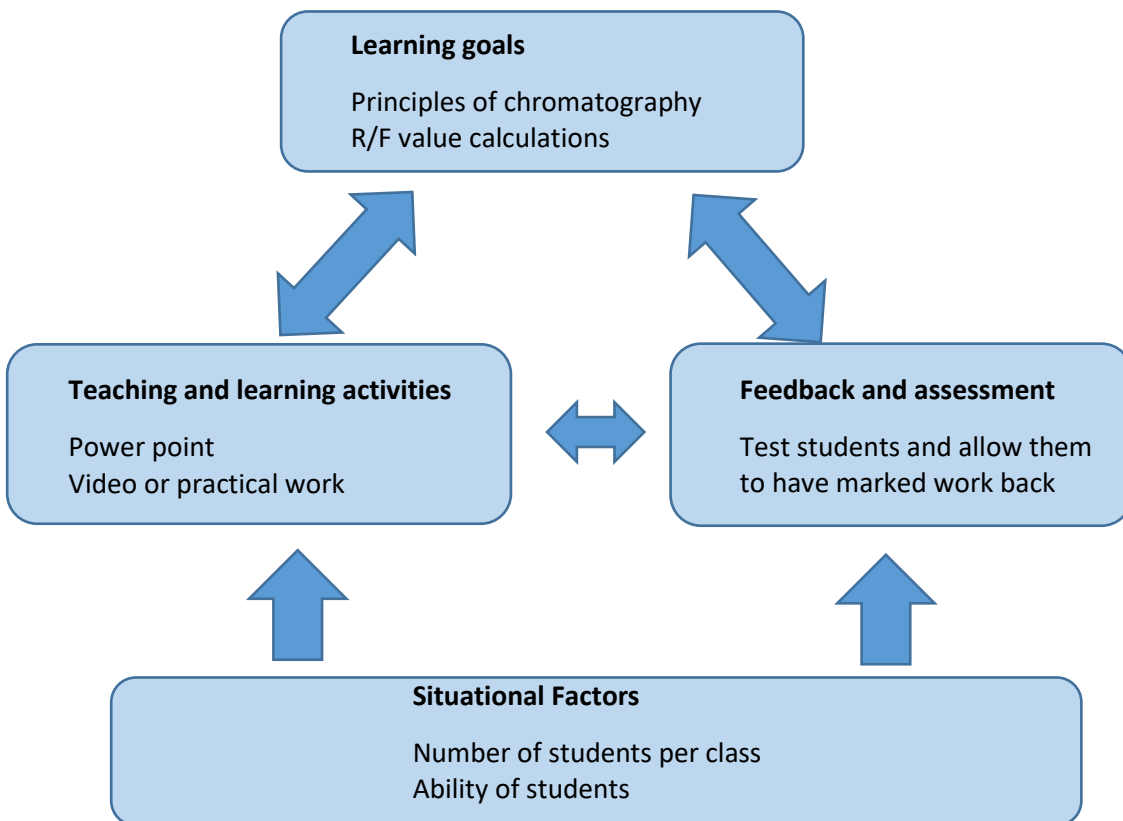 Learning goals
Principles of chromatography
R/F value calculations
Teaching and learning activities
Power point
Video or practical work
Feedback and assessment
Test students and allow them
to have marked work back
Situational Factors
Number of students per class
Ability of students